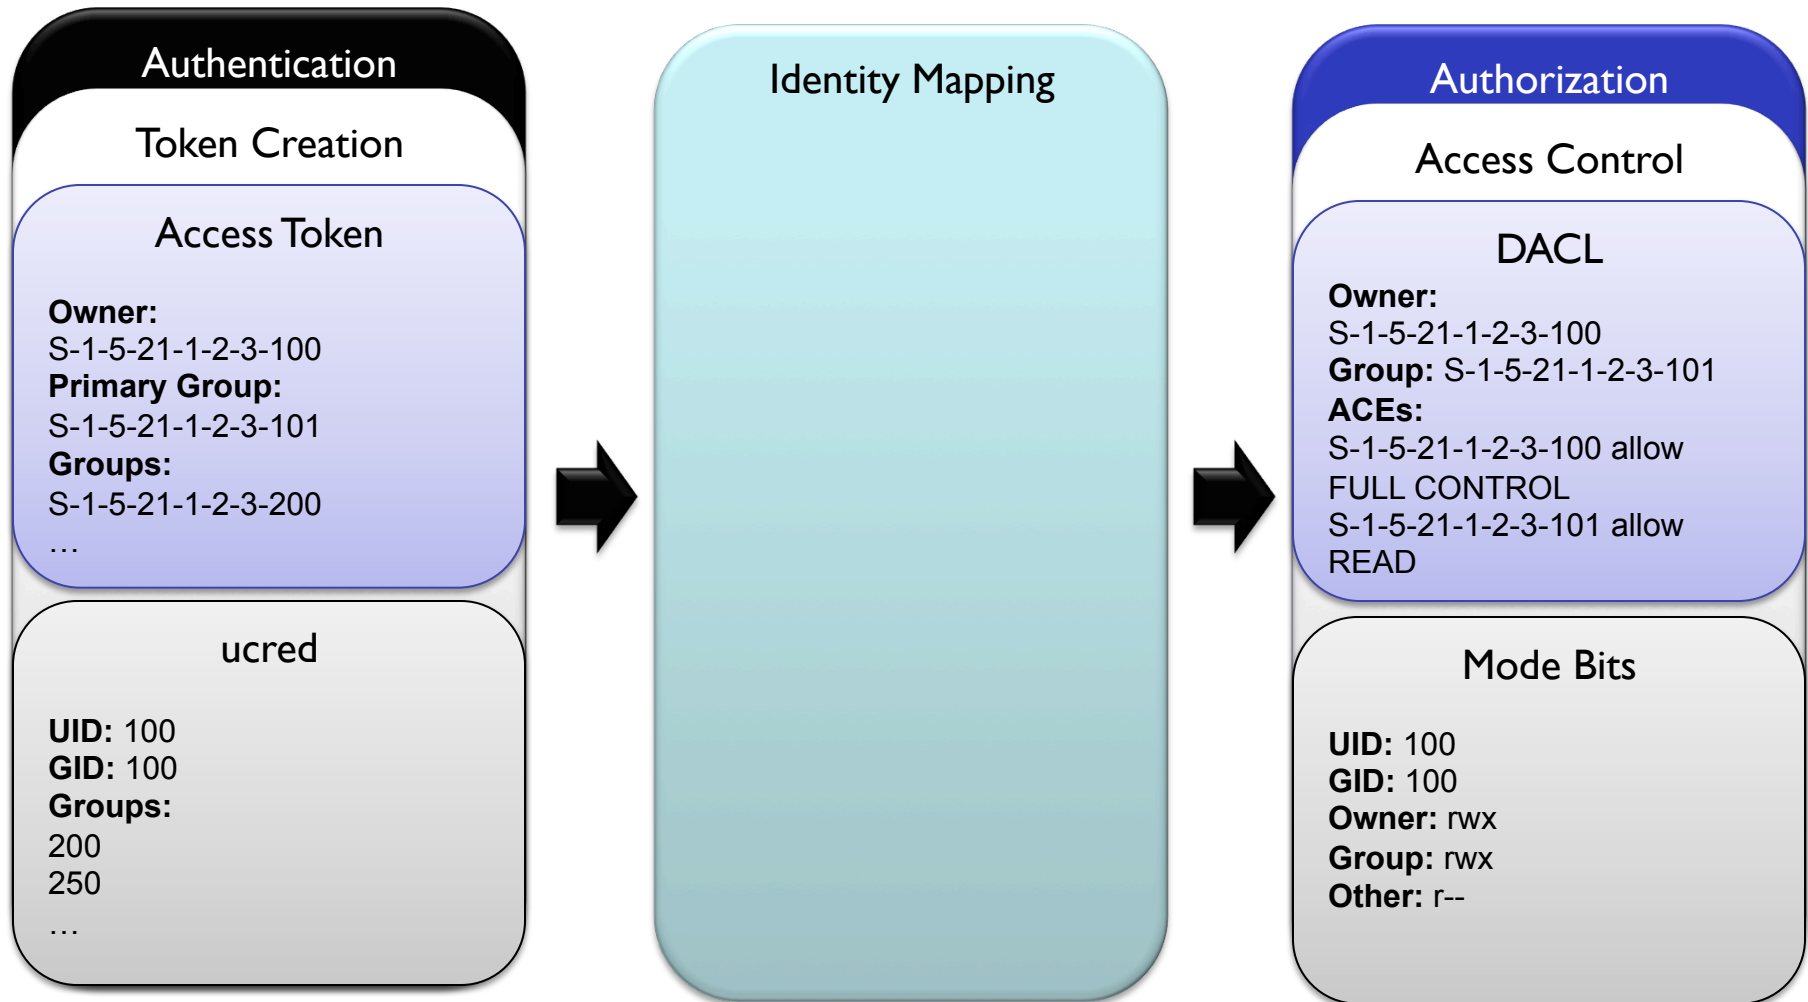 Authentication
Token Creation
Access Token
Owner:
S-1-5-21-1-2-3-100
Primary Group:
S-1-5-21-1-2-3-101
Groups:
S-1-5-21-1-2-3-200
…
ucred
UID: 100
GID: 100
Groups:
200
250
…
Identity Mapping
Authorization
Access Control
DACL
Owner:
S-1-5-21-1-2-3-100
Group: S-1-5-21-1-2-3-101
ACEs:
S-1-5-21-1-2-3-100 allow
FULL CONTROL
S-1-5-21-1-2-3-101 allow
READ
Mode Bits
UID: 100
GID: 100
Owner: rwx
Group: rwx
Other: r--